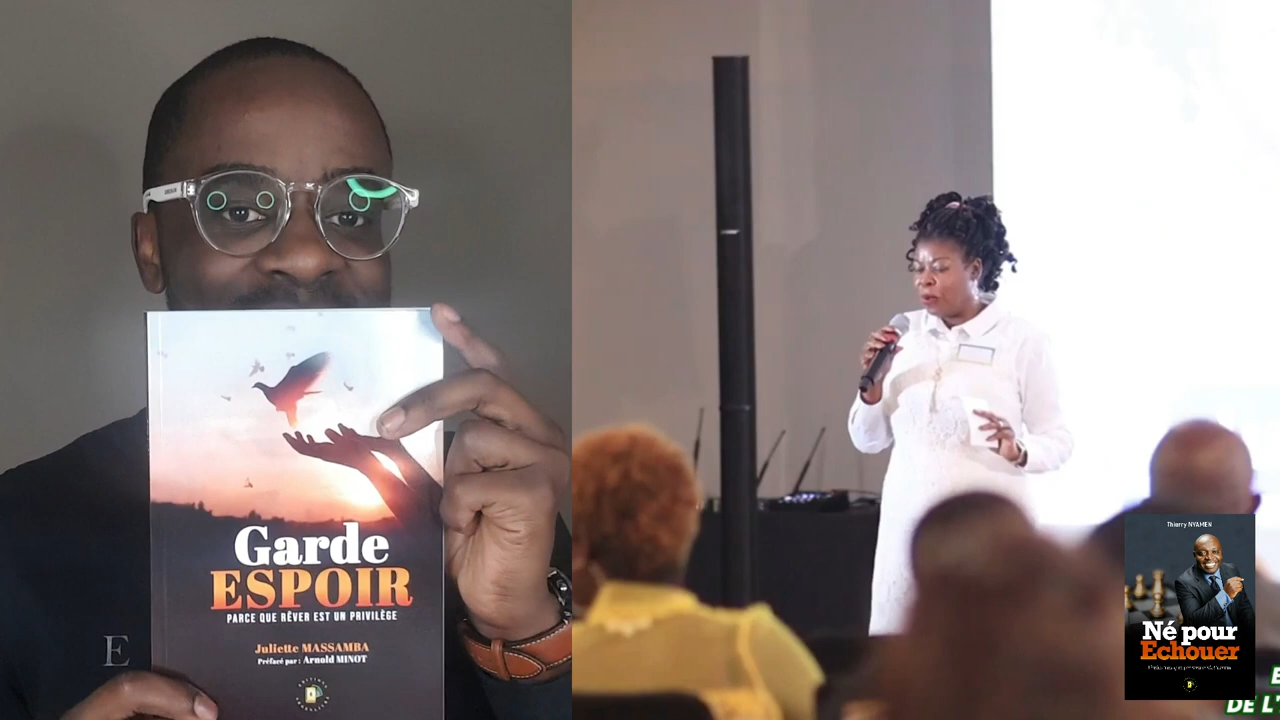 Garde
ESPOIR
PARCE QUE RÊVER EST UN PRIVILÈGE
Juliette MASSAMBA
Préfacé par : Arnold MINOT
E
Thierry NYAMEN
Né pour
Echouer
DE L'